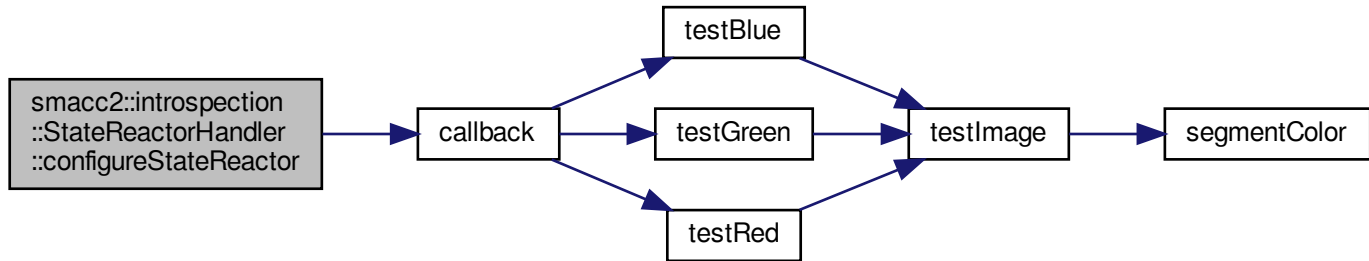 smacc2::introspection
::StateReactorHandler
::configureStateReactor
callback
testBlue
testGreen
testRed
testImage
segmentColor